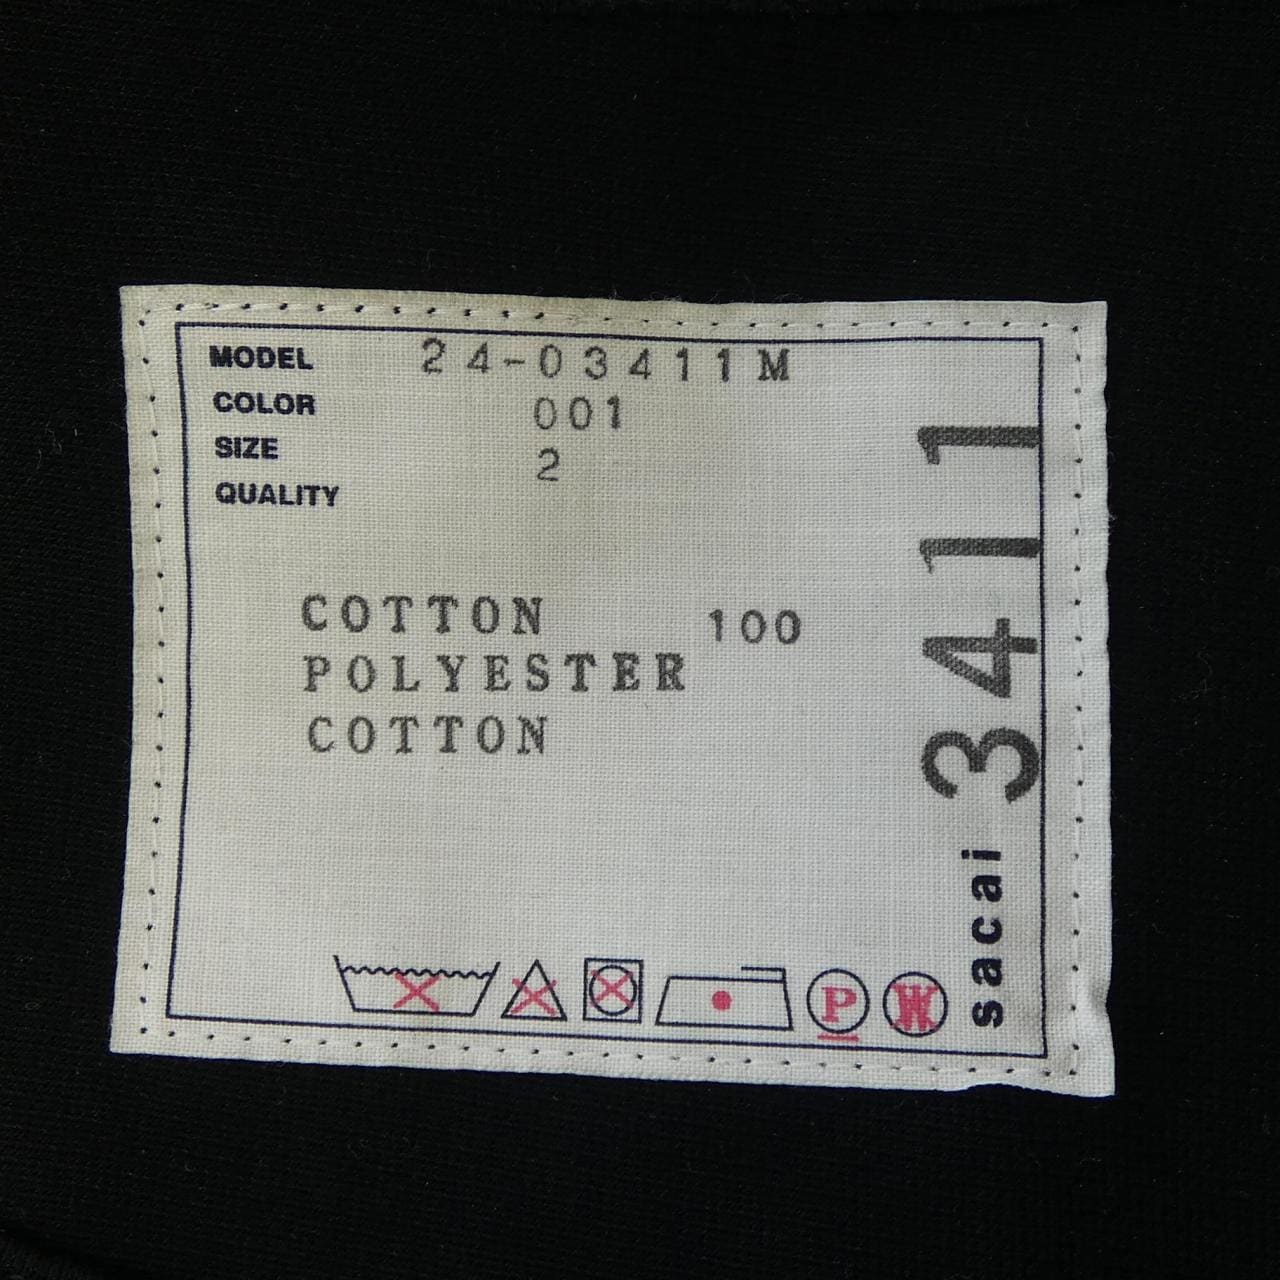 MODEL 24-03411M
COLOR 001
SIZE 2
QUALITY
COTTON 100
POLYESTER
COTTON
P W
sacai 3411